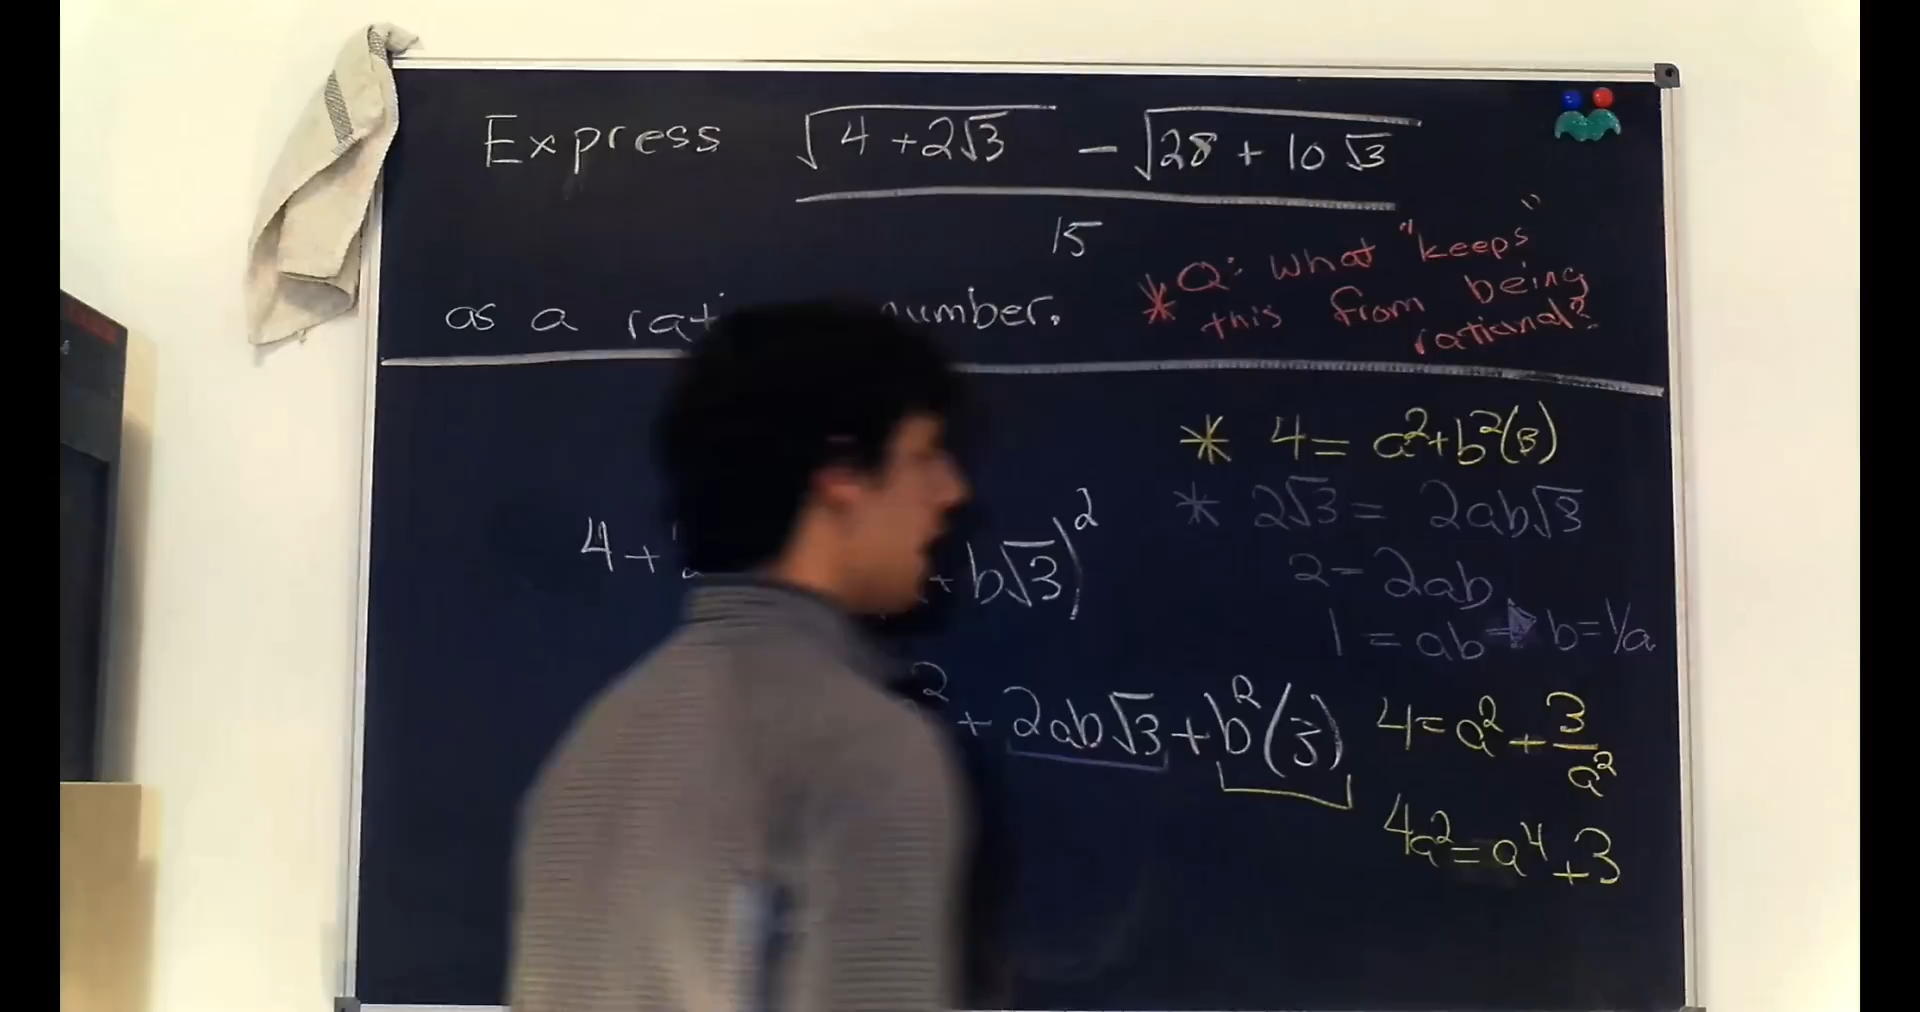 Express √(4+2√3) − √(28 + 10√3)
15
*Q: What "keeps"
this from being
rational?
as a number.
* 4 = a²+b²(3)
* 2√3 = 2ab√3
4 + + b√3)²
2 = 2ab
1 = ab ⇒ b=1/a
² + 2ab√3 + b²(3)
4=a²+3/a²
4a²=a⁴+3